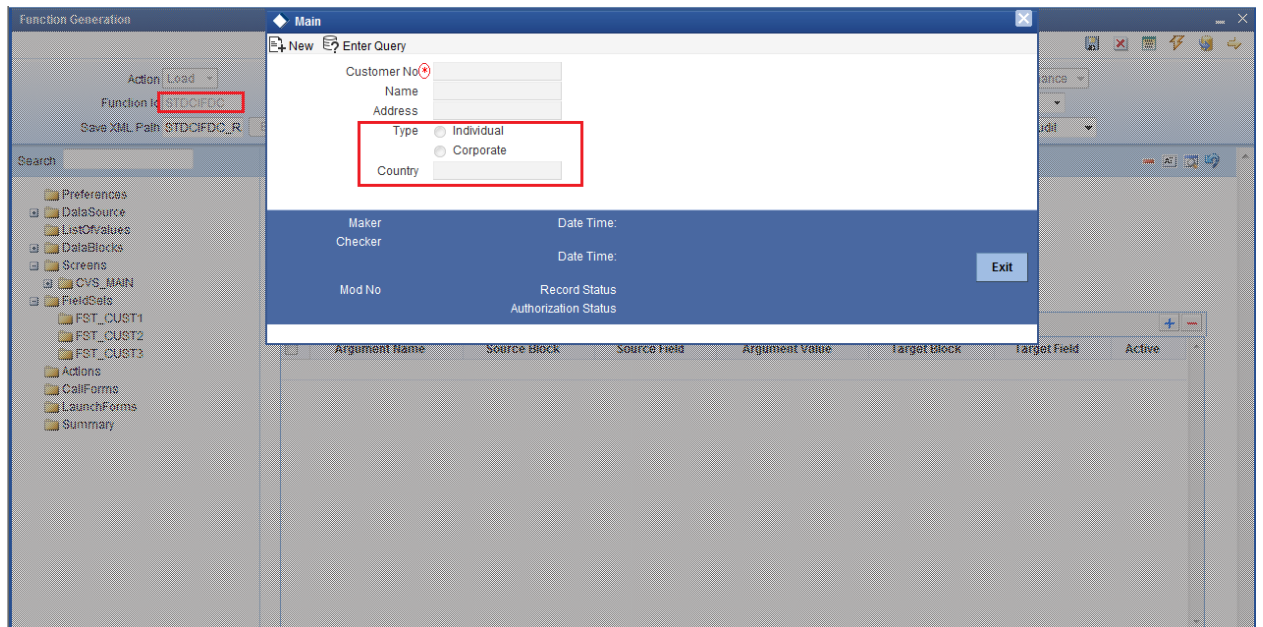 Function Generation
Main
New Enter Query
Customer No *
Name
Address
Type Individual
Corporate
Country
Maker Date Time:
Checker
Date Time:
Exit
Mod No Record Status
Authorization Status
Action Load
Function Id STDCIFDC
Save XML Path STDCIFDC_R
Search
Preferences
DataSource
ListOfValues
DataBlocks
Screens
CVS_MAIN
FieldSets
FST_CUST1
FST_CUST2
FST_CUST3
Actions
CallForms
LaunchForms
Summary
Argument Name Source Block Source Field Argument Value Target Block Target Field Active